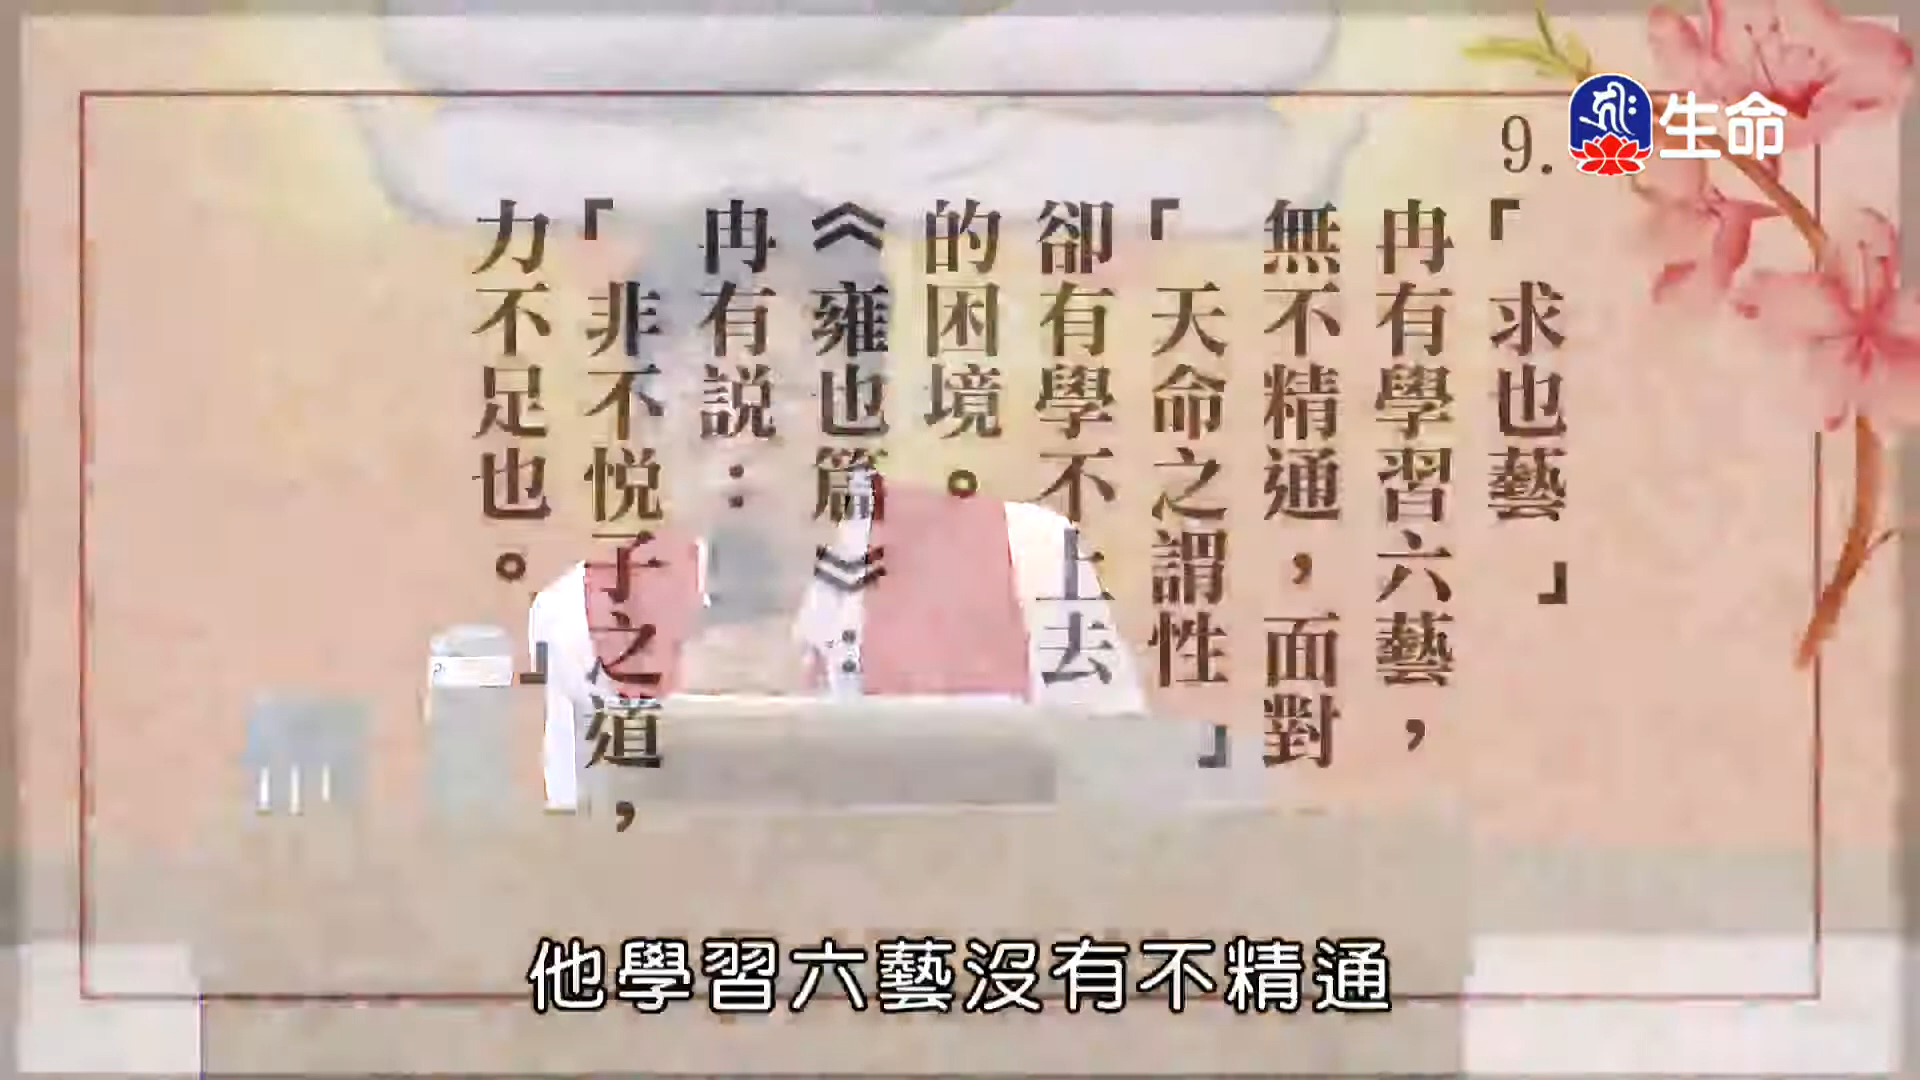 生命
9.
「求也藝」
冉有學習六藝,
無不精通,面對
「天命之謂性」
卻有學不上去
的困境。
《雍也篇》:
冉有説:
「非不悦子之道,
力不足也。」
他學習六藝沒有不精通